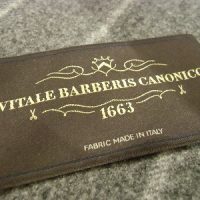 VITALE BARBERIS CANONICO
1663
FABRIC MADE IN ITALY